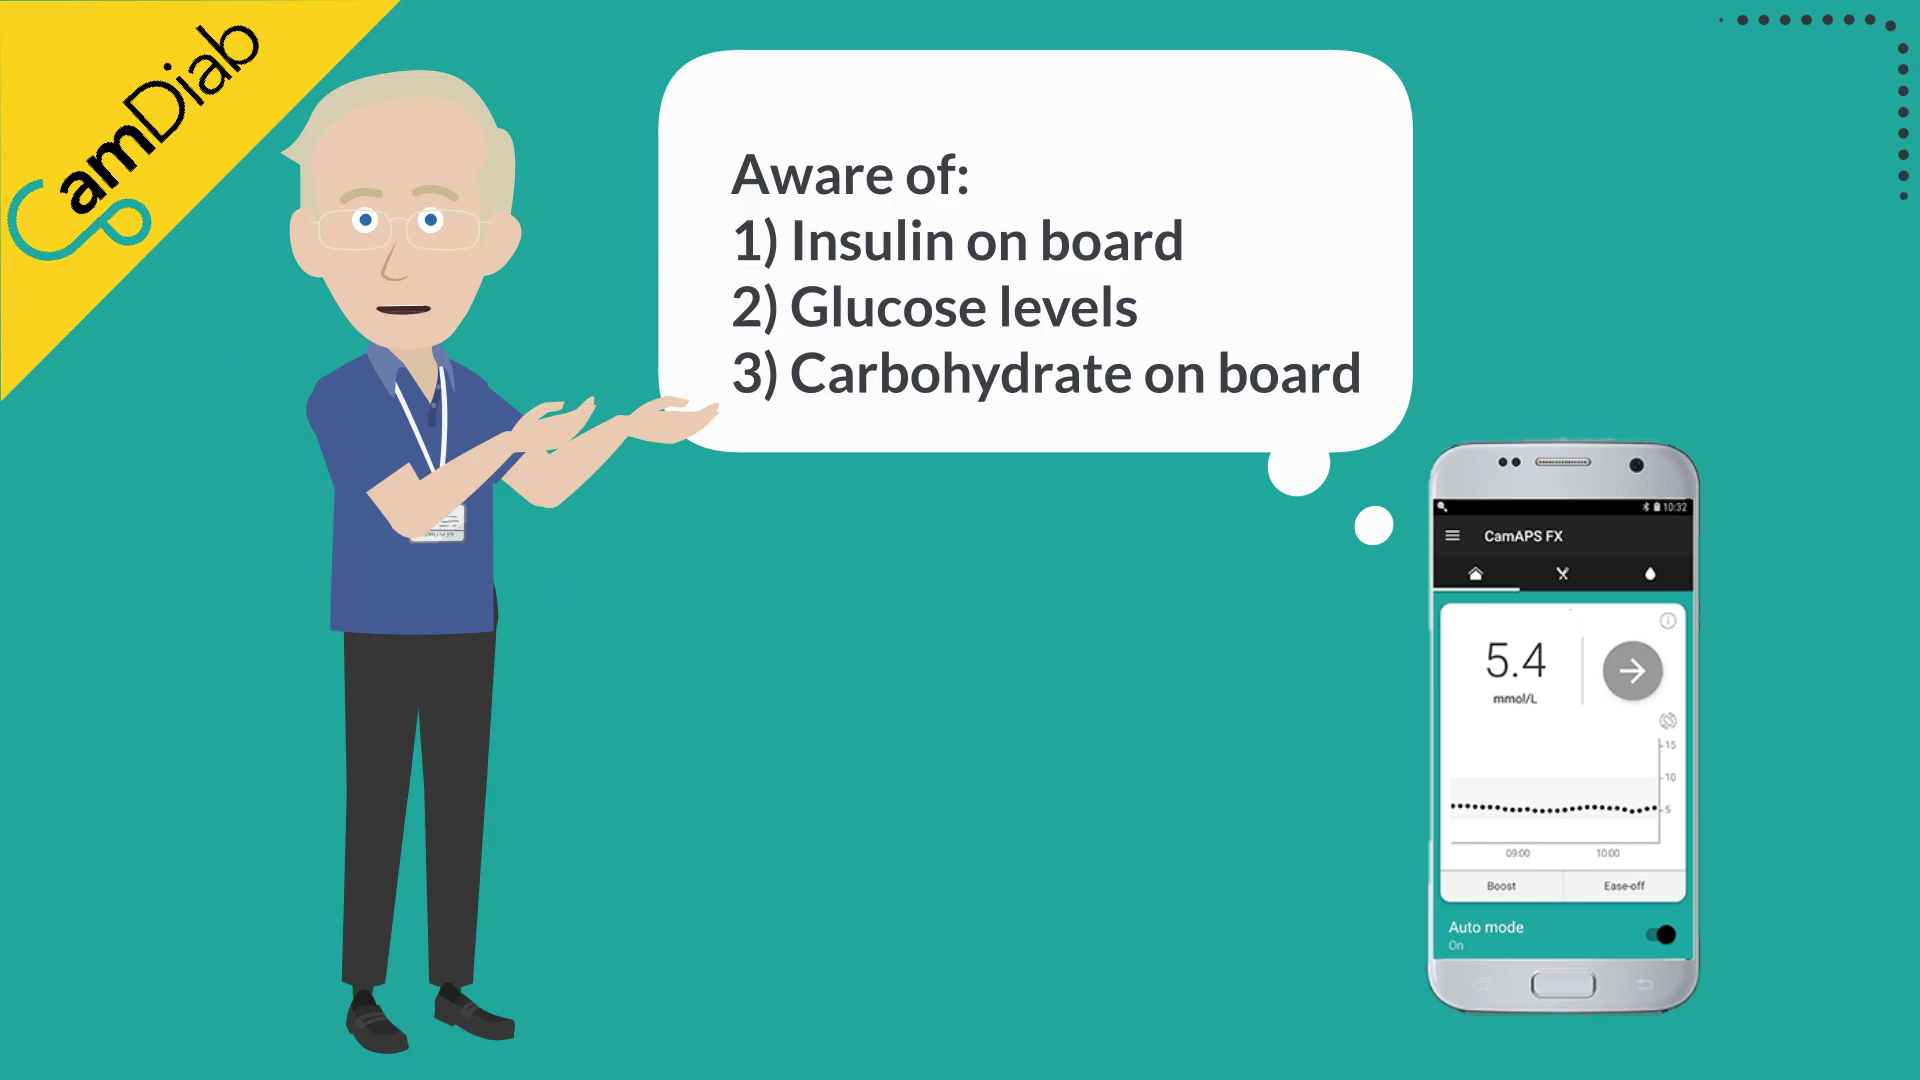 CamDiab
Aware of:
1) Insulin on board
2) Glucose levels
3) Carbohydrate on board
10:32
CamAPS FX
5.4
mmol/L
15
10
5
09:00 10:00
Boost Ease-off
Auto mode
On